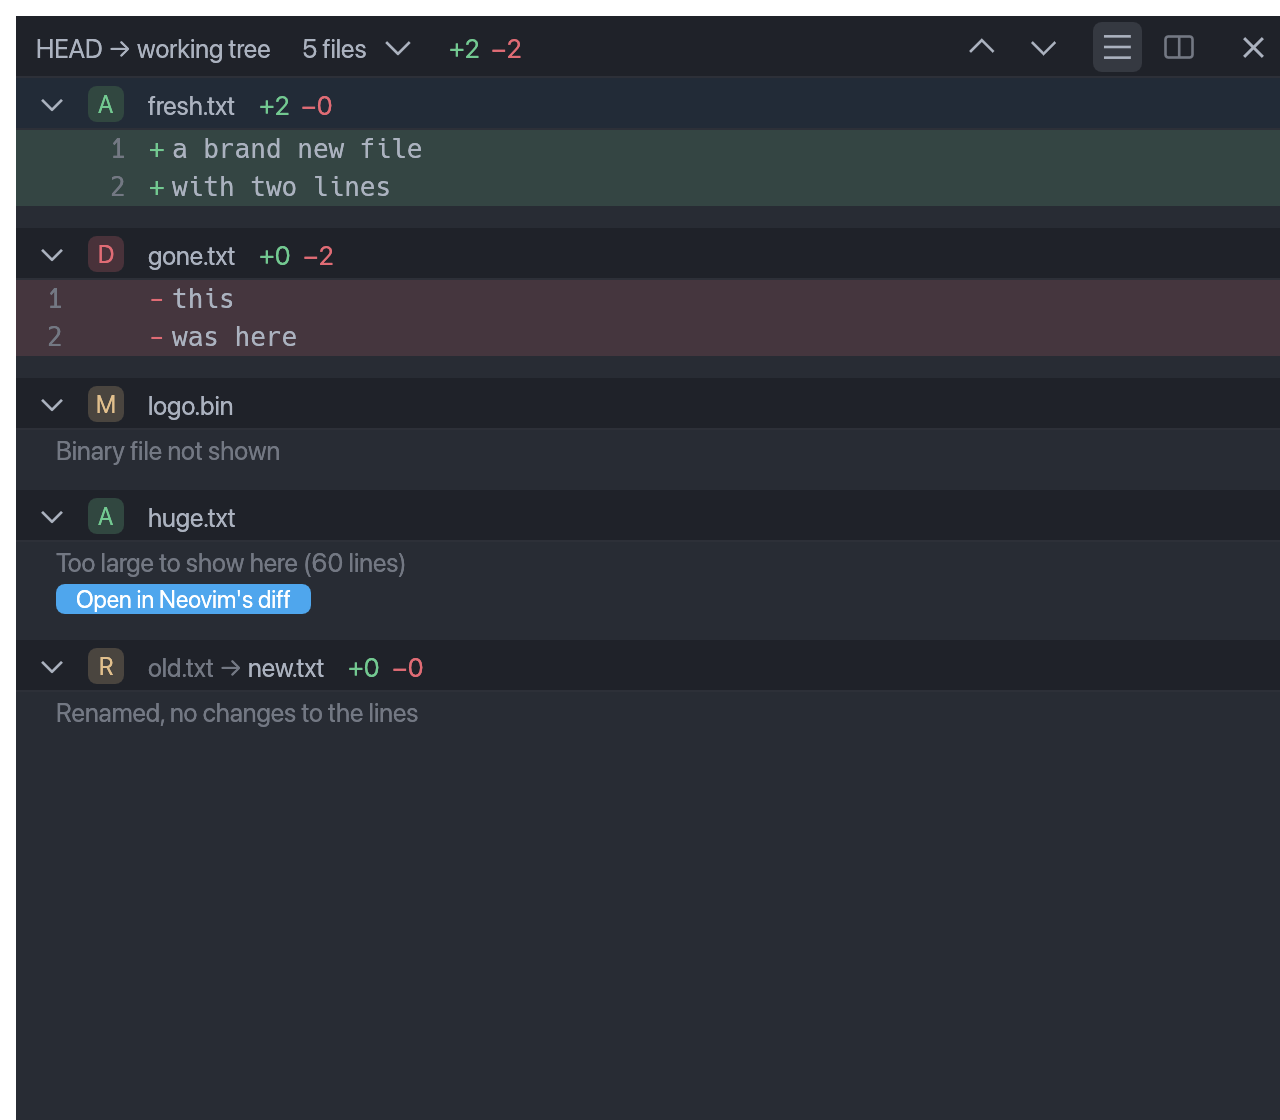 HEAD → working tree 5 files +2 −2
A fresh.txt +2 −0
1 + a brand new file
2 + with two lines
D gone.txt +0 −2
1 - this
2 - was here
M logo.bin
Binary file not shown
A huge.txt
Too large to show here (60 lines)
Open in Neovim's diff
R old.txt → new.txt +0 −0
Renamed, no changes to the lines